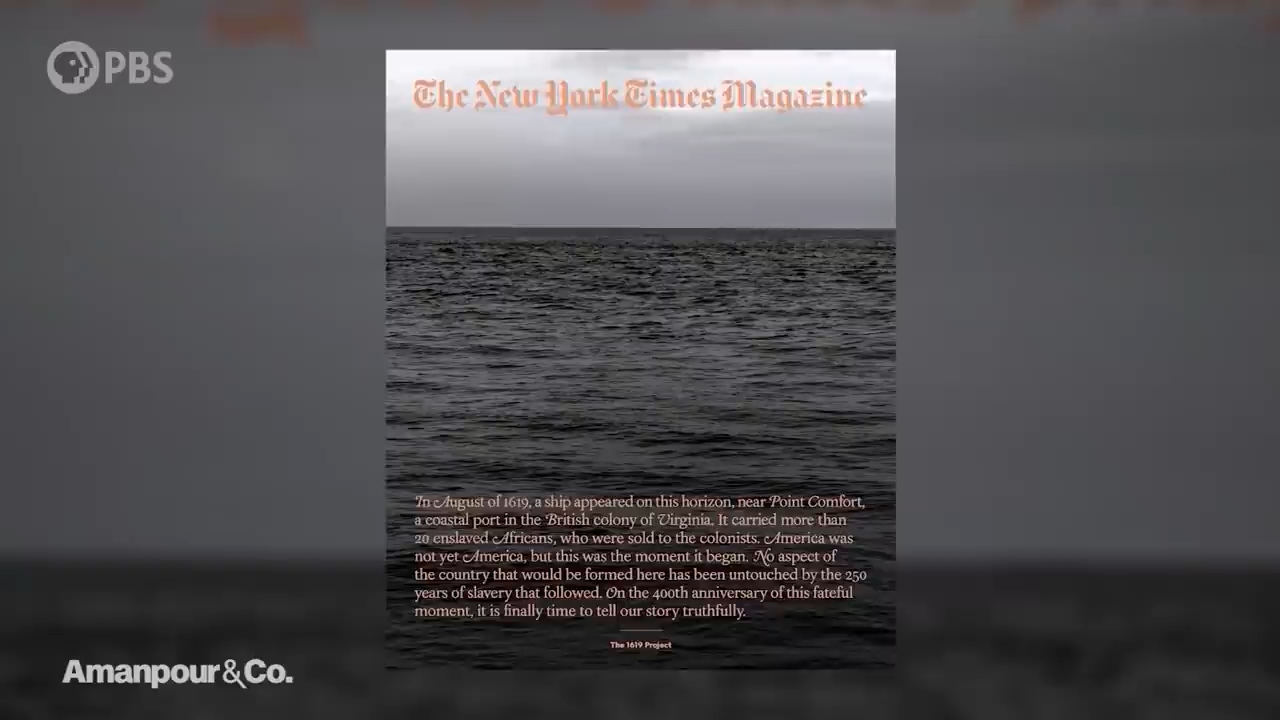 PBS
The New York Times Magazine
In August of 1619, a ship appeared on this horizon, near Point Comfort,
a coastal port in the British colony of Virginia. It carried more than
20 enslaved Africans, who were sold to the colonists. America was
not yet America, but this was the moment it began. No aspect of
the country that would be formed here has been untouched by the 250
years of slavery that followed. On the 400th anniversary of this fateful
moment, it is finally time to tell our story truthfully.
The 1619 Project
Amanpour&Co.